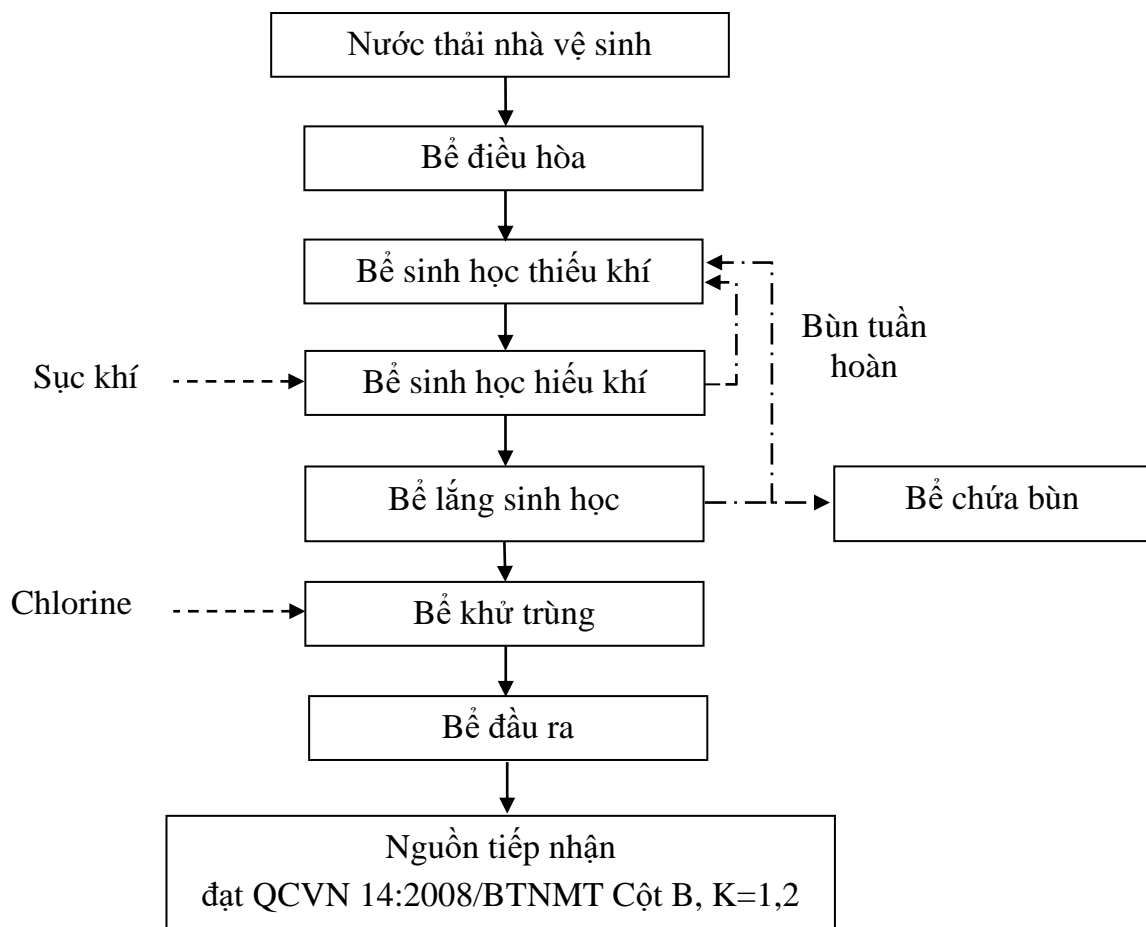 Nước thải nhà vệ sinh
Bể điều hòa
Bể sinh học thiếu khí
Bùn tuần
hoàn
Sục khí
Bể sinh học hiếu khí
Bể lắng sinh học
Bể chứa bùn
Chlorine
Bể khử trùng
Bể đầu ra
Nguồn tiếp nhận
đạt QCVN 14:2008/BTNMT Cột B, K=1,2